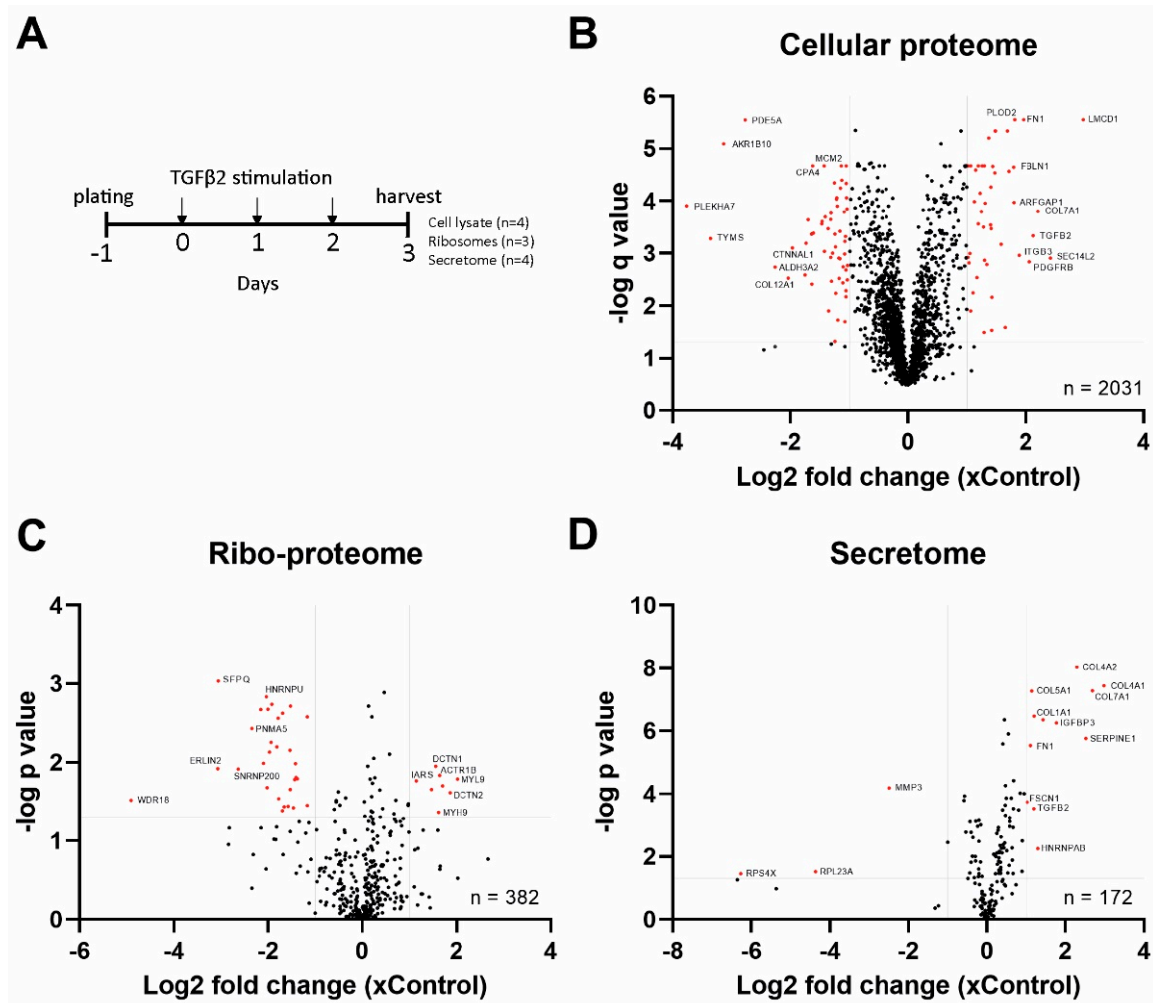 A
plating
TGFβ2 stimulation
harvest
-1
0
1
2
3
Days
Cell lysate (n=4)
Ribosomes (n=3)
Secretome (n=4)
B
Cellular proteome
-log q value
6
5
4
3
2
1
0
PDE5A
AKR1B10
MCM2
CPA4
PLEKHA7
TYMS
CTNNAL1
ALDH3A2
COL12A1
PLOD2
FN1
LMCD1
FBLN1
ARFGAP1
COL7A1
TGFB2
ITGB3
SEC14L2
PDGFRB
n = 2031
-4
-2
0
2
4
Log2 fold change (xControl)
C
Ribo-proteome
-log p value
4
3
2
1
0
SFPQ
HNRNPU
PNMA5
ERLIN2
SNRNP200
WDR18
DCTN1
ACTR1B
IARS
MYL9
DCTN2
MYH9
n = 382
-6
-4
-2
0
2
4
Log2 fold change (xControl)
D
Secretome
-log p value
10
8
6
4
2
0
COL4A2
COL4A1
COL5A1
COL7A1
COL1A1
IGFBP3
SERPINE1
FN1
MMP3
FSCN1
TGFB2
HNRNPAB
RPS4X
RPL23A
n = 172
-8
-6
-4
-2
0
2
4
Log2 fold change (xControl)